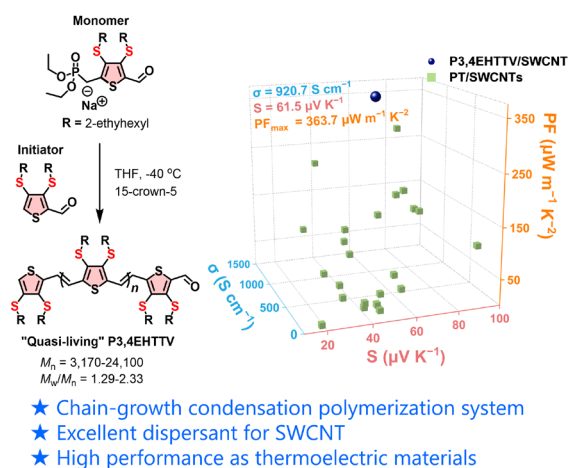 Monomer
R R
S S
O
P
O
O
S
O
⊖
Na⊕
R = 2-ethyhexyl
Initiator
R R
S S
S
O
THF, -40 ºC
15-crown-5
R R
S S
S
S
n
S
O
S S
R R
S S
R R
"Quasi-living" P3,4EHTTV
Mn = 3,170-24,100
Mw/Mn = 1.29-2.33
P3,4EHTTV/SWCNT
PT/SWCNTs
σ = 920.7 S cm⁻¹
S = 61.5 μV K⁻¹
PFmax = 363.7 μW m⁻¹ K⁻²
350
250
150
50
PF (μW m⁻¹ K⁻²)
1500
1000
500
0
σ (S cm⁻¹)
20 40 60 80 100
S (μV K⁻¹)
★ Chain-growth condensation polymerization system
★ Excellent dispersant for SWCNT
★ High performance as thermoelectric materials